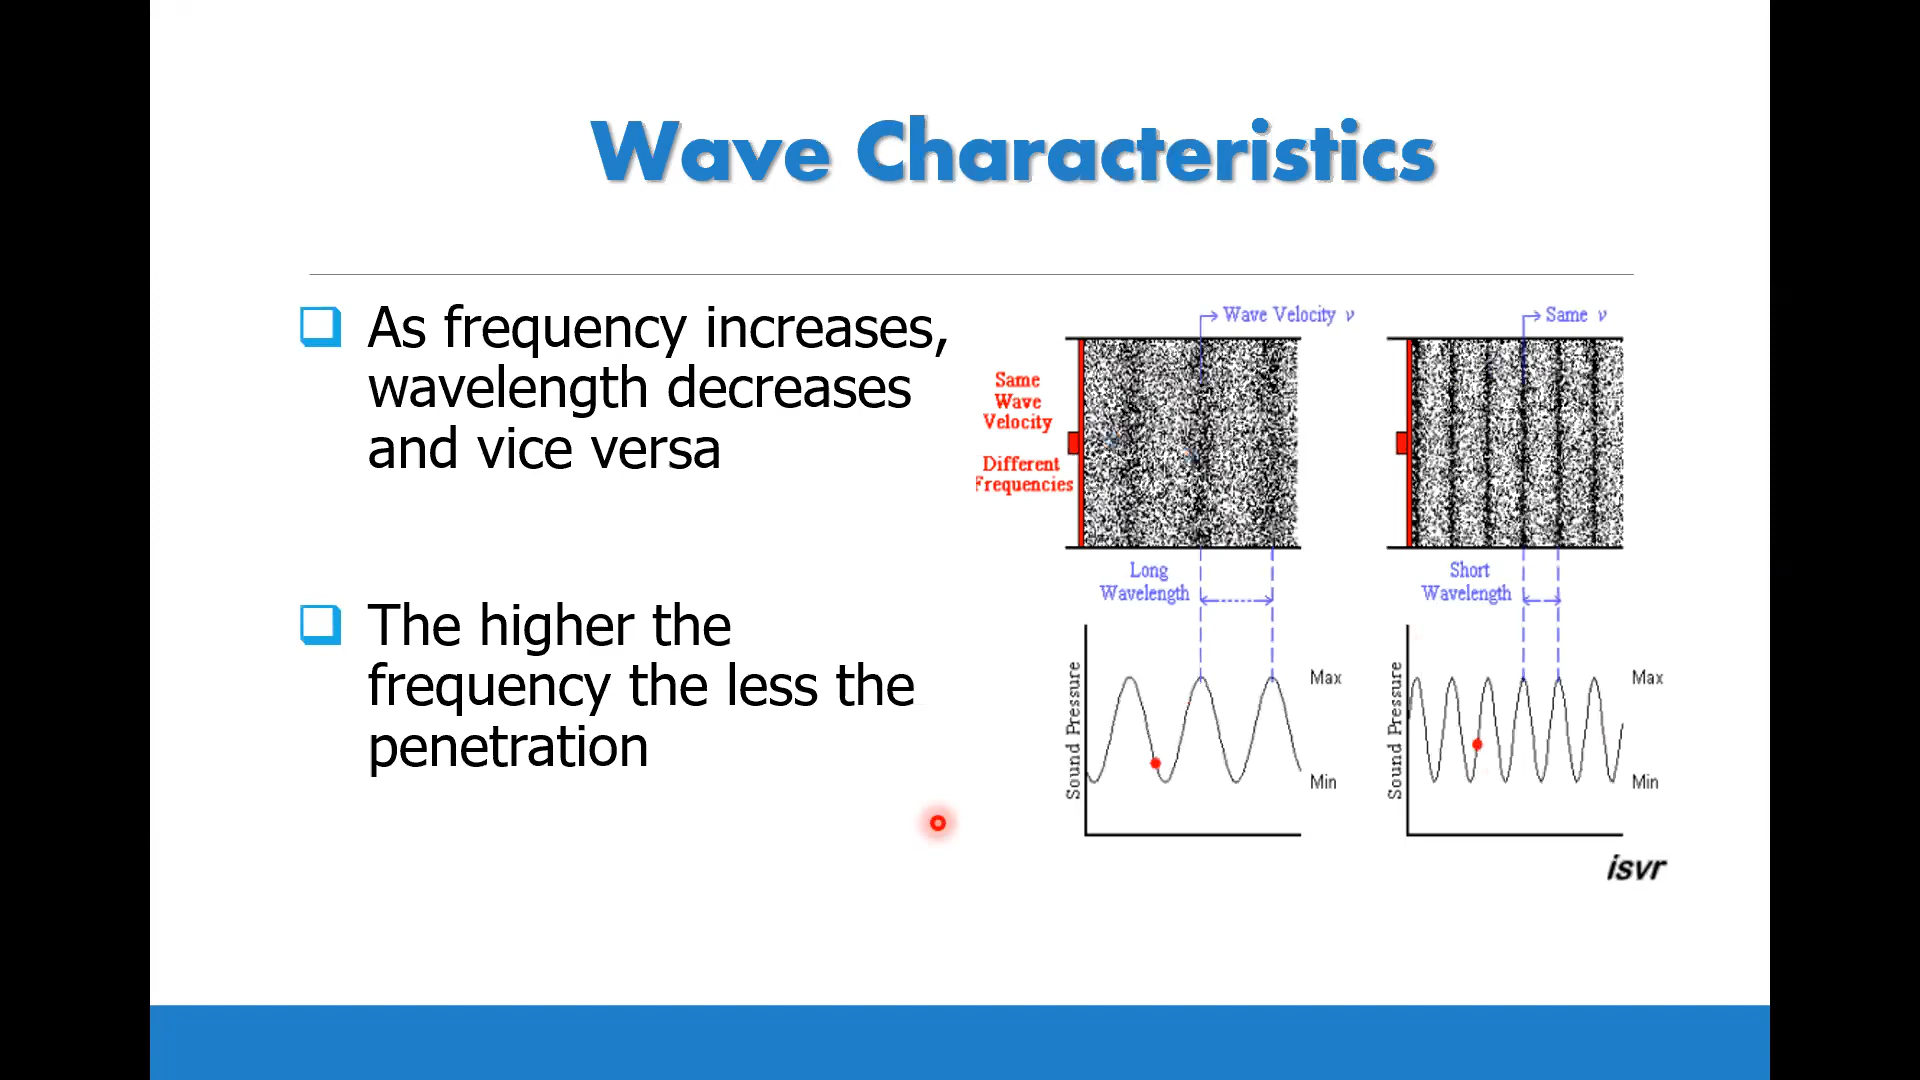 Wave Characteristics
As frequency increases,
wavelength decreases
and vice versa
The higher the
frequency the less the
penetration
Wave Velocity ν
Same ν
Same
Wave
Velocity
Different
Frequencies
Long
Wavelength
Short
Wavelength
Sound Pressure
Max
Min
Sound Pressure
Max
Min
isvr